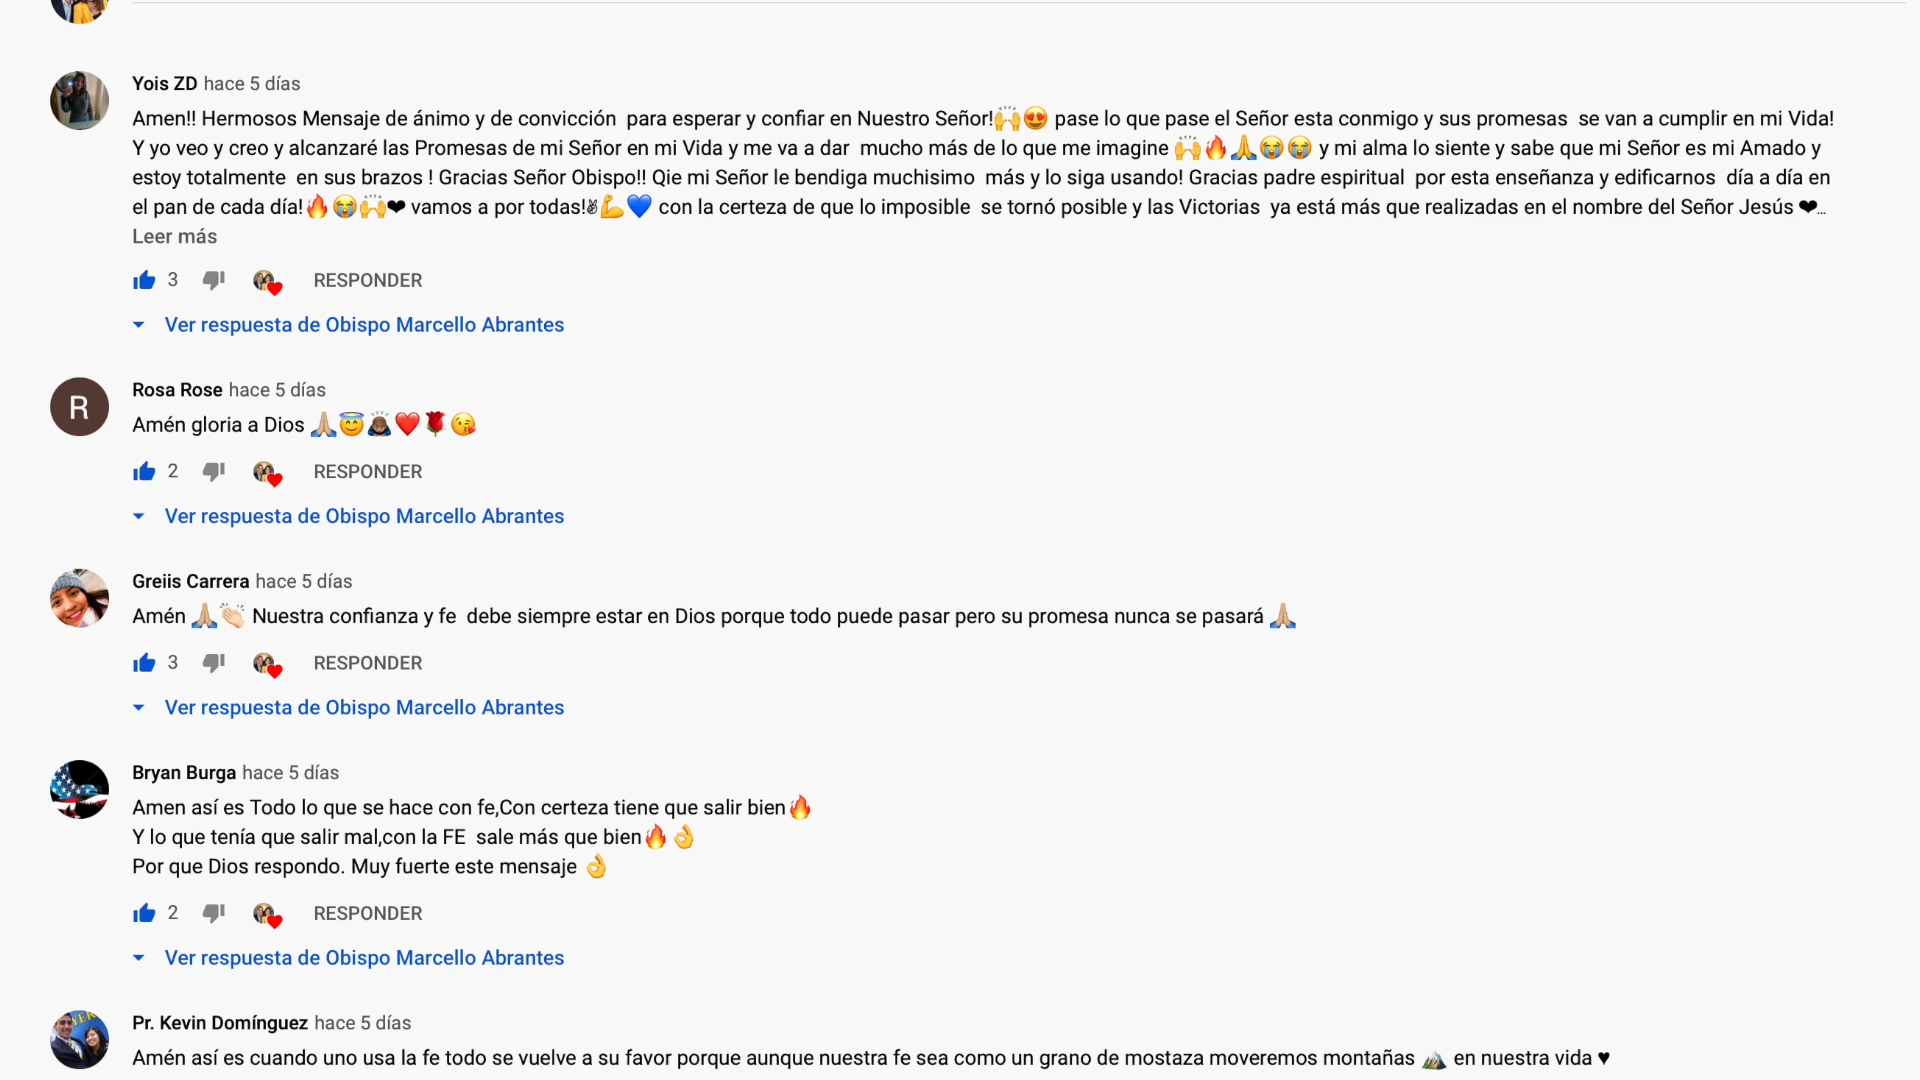 Yois ZD hace 5 días
Amen!! Hermosos Mensaje de ánimo y de convicción para esperar y confiar en Nuestro Señor!🙌😍 pase lo que pase el Señor esta conmigo y sus promesas se van a cumplir en mi Vida!
Y yo veo y creo y alcanzaré las Promesas de mi Señor en mi Vida y me va a dar mucho más de lo que me imagine 🙌🔥🙏😭😭 y mi alma lo siente y sabe que mi Señor es mi Amado y
estoy totalmente en sus brazos ! Gracias Señor Obispo!! Qie mi Señor le bendiga muchisimo más y lo siga usando! Gracias padre espiritual por esta enseñanza y edificarnos día a día en
el pan de cada día!🔥😭🙌❤ vamos a por todas!✌💪💙 con la certeza de que lo imposible se tornó posible y las Victorias ya está más que realizadas en el nombre del Señor Jesús ❤...
Leer más
3 RESPONDER
Ver respuesta de Obispo Marcello Abrantes
R
Rosa Rose hace 5 días
Amén gloria a Dios 🙏🏼😇🙇🏾❤️🌹😘
2 RESPONDER
Ver respuesta de Obispo Marcello Abrantes
Greiis Carrera hace 5 días
Amén 🙏🏼👏🏻 Nuestra confianza y fe debe siempre estar en Dios porque todo puede pasar pero su promesa nunca se pasará 🙏🏼
3 RESPONDER
Ver respuesta de Obispo Marcello Abrantes
Bryan Burga hace 5 días
Amen así es Todo lo que se hace con fe,Con certeza tiene que salir bien🔥
Y lo que tenía que salir mal,con la FE sale más que bien🔥👌
Por que Dios respondo. Muy fuerte este mensaje 👌
2 RESPONDER
Ver respuesta de Obispo Marcello Abrantes
Pr. Kevin Domínguez hace 5 días
Amén así es cuando uno usa la fe todo se vuelve a su favor porque aunque nuestra fe sea como un grano de mostaza moveremos montañas 🏔 en nuestra vida ♥